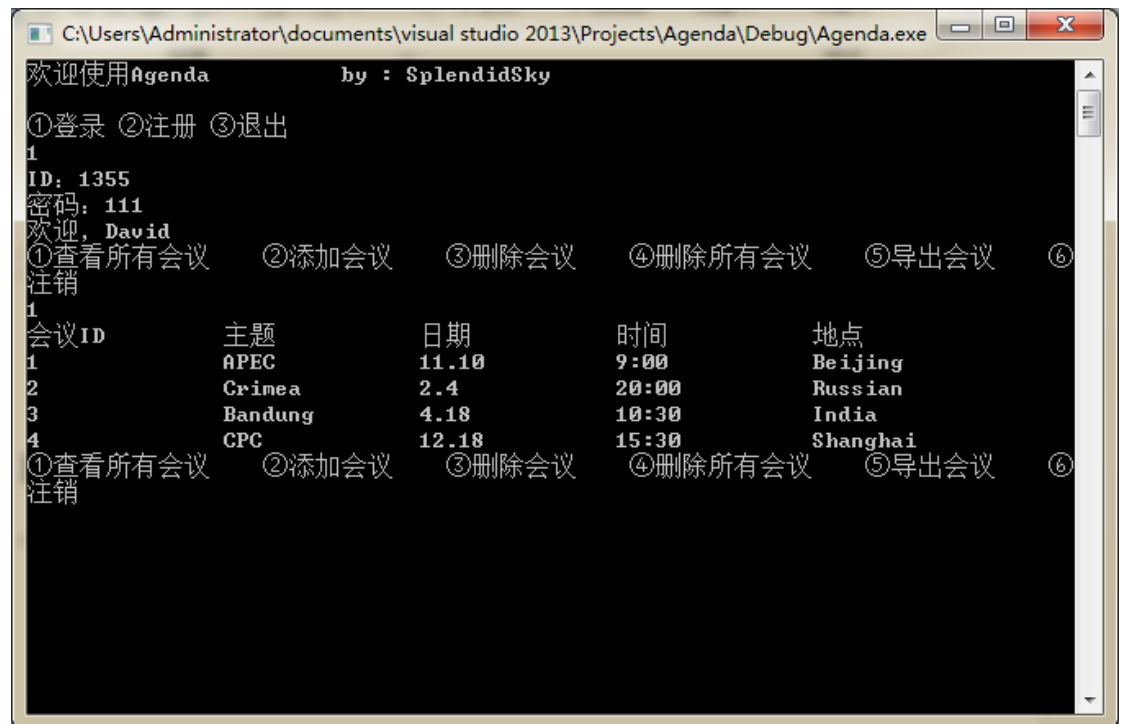 C:\Users\Administrator\documents\visual studio 2013\Projects\Agenda\Debug\Agenda.exe
欢迎使用Agenda by : SplendidSky
①登录 ②注册 ③退出
1
ID：1355
密码：111
欢迎，David
①查看所有会议 ②添加会议 ③删除会议 ④删除所有会议 ⑤导出会议 ⑥
注销
1
会议ID 主题 日期 时间 地点
1 APEC 11.10 9:00 Beijing
2 Crimea 2.4 20:00 Russian
3 Bandung 4.18 10:30 India
4 CPC 12.18 15:30 Shanghai
①查看所有会议 ②添加会议 ③删除会议 ④删除所有会议 ⑤导出会议 ⑥
注销